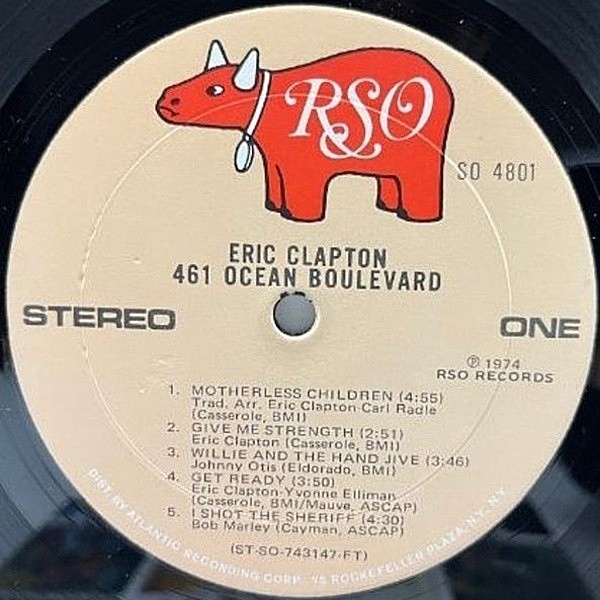 RSO
SO 4801
ERIC CLAPTON
461 OCEAN BOULEVARD
STEREO
ONE
Ⓟ 1974
RSO RECORDS
1. MOTHERLESS CHILDREN (4:55)
Trad. Arr. Eric Clapton-Carl Radle
(Casserole, BMI)
2. GIVE ME STRENGTH (2:51)
Eric Clapton (Casserole, BMI)
3. WILLIE AND THE HAND JIVE (3:46)
Johnny Otis (Eldorado, BMI)
4. GET READY (3:50)
Eric Clapton-Yvonne Elliman
(Casserole, BMI/Mauve, ASCAP)
5. I SHOT THE SHERIFF (4:30)
Bob Marley (Cayman, ASCAP)
(ST-SO-743147-FT)
DIST. BY ATLANTIC RECORDING CORP. 75 ROCKEFELLER PLAZA, N.Y. N.Y.